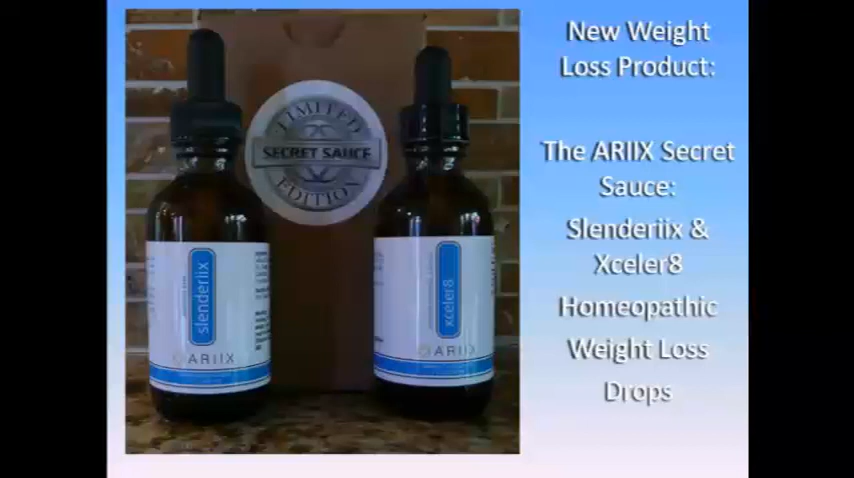 New Weight
Loss Product:
The ARIIX Secret
Sauce:
Slenderiix &
Xceler8
Homeopathic
Weight Loss
Drops
LIMITED
SECRET SAUCE
EDITION
slenderiix
ARIIX
xceler8
ARIIX